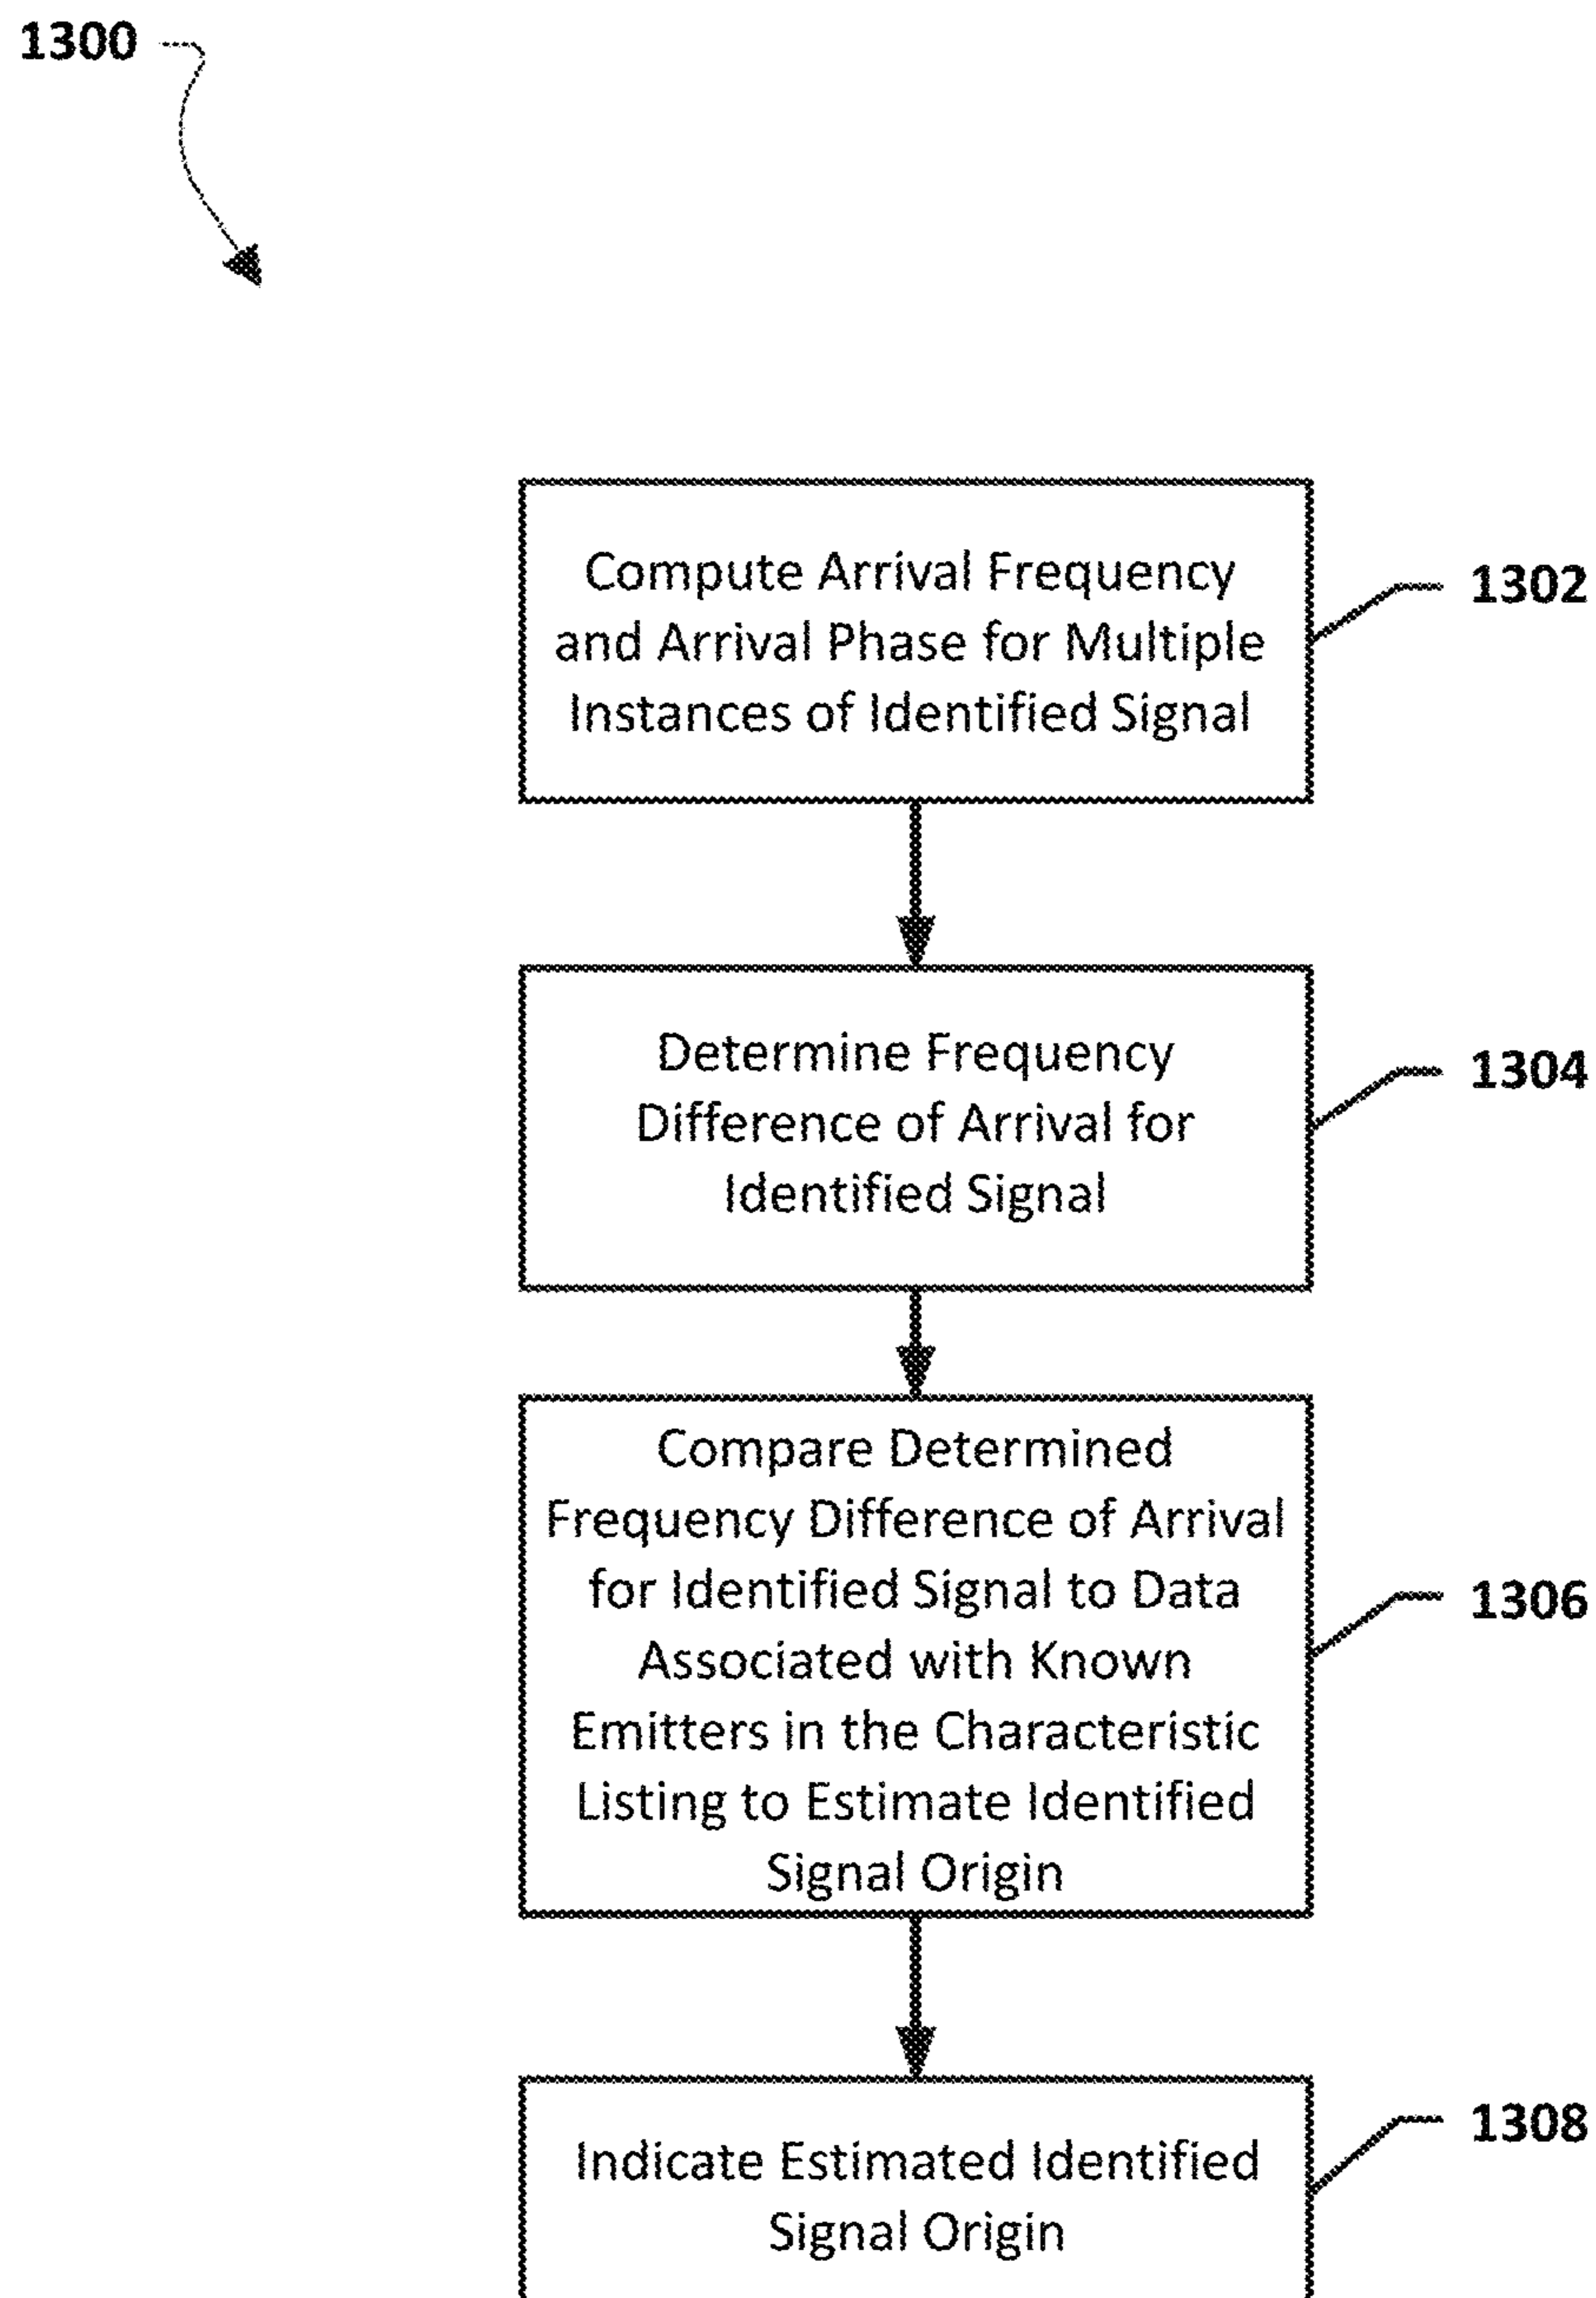 1300
Compute Arrival Frequency
and Arrival Phase for Multiple
Instances of Identified Signal
1302
Determine Frequency
Difference of Arrival for
Identified Signal
1304
Compare Determined
Frequency Difference of Arrival
for Identified Signal to Data
Associated with Known
Emitters in the Characteristic
Listing to Estimate Identified
Signal Origin
1306
Indicate Estimated Identified
Signal Origin
1308